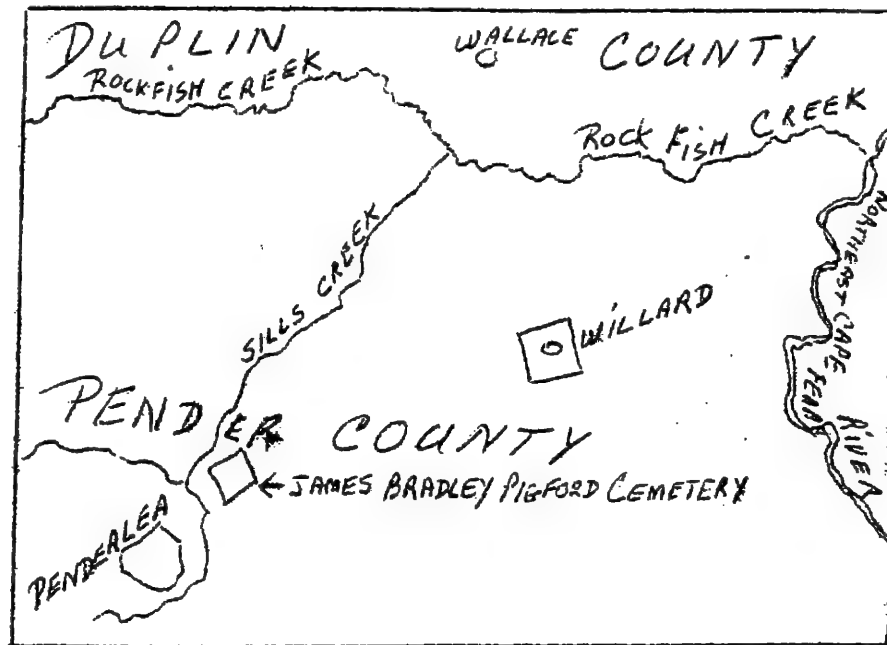 DUPLIN
WALLACE
COUNTY
ROCKFISH CREEK
ROCK FISH CREEK
NORTHEAST CAPE FEAR RIVER
SILLS CREEK
WILLARD
PENDER COUNTY
JAMES BRADLEY PIGFORD CEMETERY
PENDERLEA